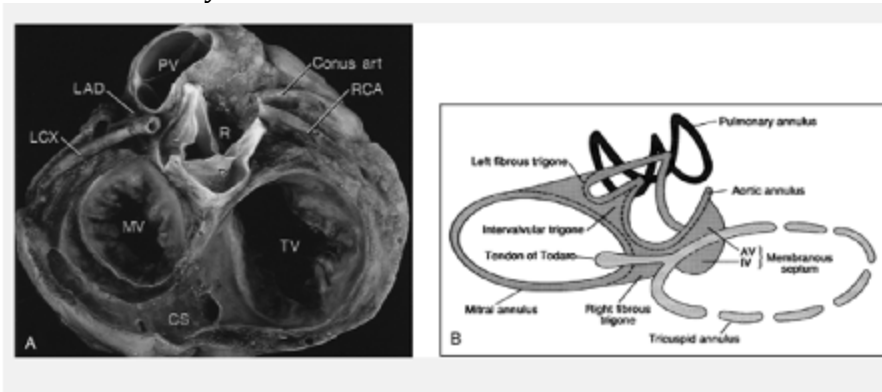 PV
Conus art
LAD
RCA
LCX
R
MV
TV
CS
A
Pulmonary annulus
Left fibrous trigone
Aortic annulus
Intervalvular trigone
AV
Tendon of Todaro
IV
Membranous
septum
Mitral annulus
Right fibrous
trigone
B
Tricuspid annulus